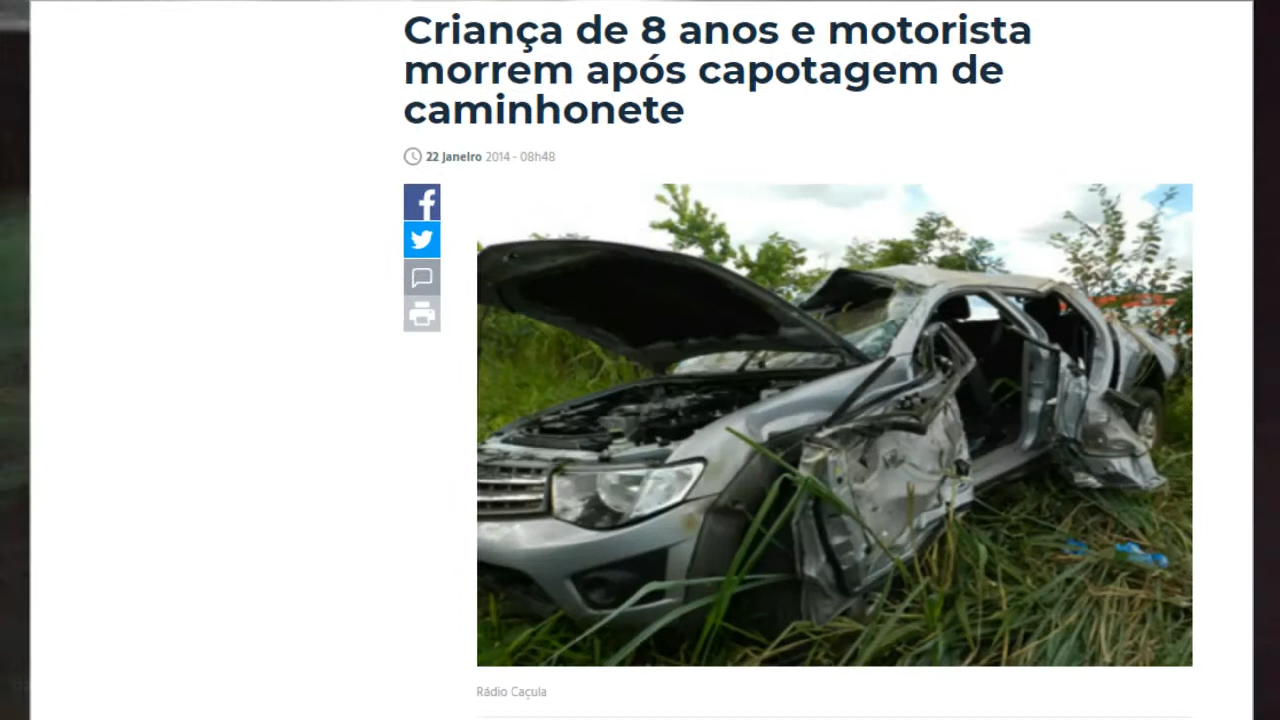 Criança de 8 anos e motorista
morrem após capotagem de
caminhonete
22 Janeiro 2014 - 08h48
Rádio Caçula